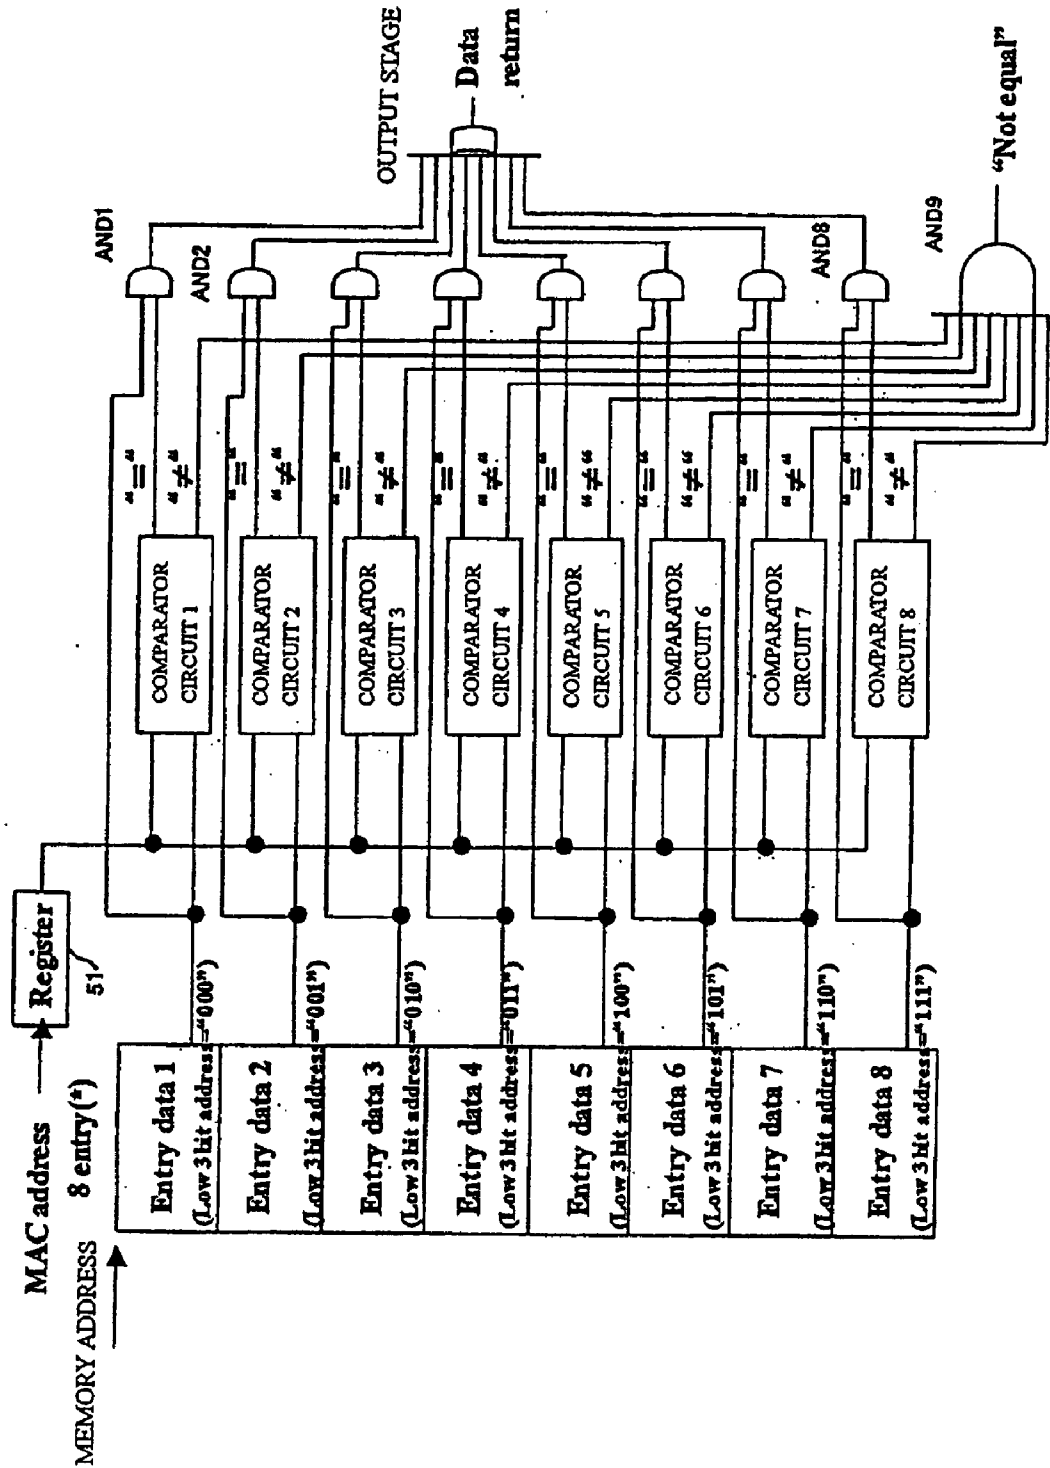 MAC address
Register
51
8 entry(*)
MEMORY ADDRESS
Entry data 1
(Low 3 bit address="000")
Entry data 2
(Low 3 bit address="001")
Entry data 3
(Low 3 bit address="010")
Entry data 4
(Low 3 bit address="011")
Entry data 5
(Low 3 bit address="100")
Entry data 6
(Low 3 bit address="101")
Entry data 7
(Low 3 bit address="110")
Entry data 8
(Low 3 bit address="111")
COMPARATOR
CIRCUIT 1
COMPARATOR
CIRCUIT 2
COMPARATOR
CIRCUIT 3
COMPARATOR
CIRCUIT 4
COMPARATOR
CIRCUIT 5
COMPARATOR
CIRCUIT 6
COMPARATOR
CIRCUIT 7
COMPARATOR
CIRCUIT 8
“=“
“≠“
“=“
“≠“
“=“
“≠“
“=“
“≠“
“=“
“≠“
“=“
“≠“
“=“
“≠“
“=“
“≠“
AND1
AND2
AND8
AND9
OUTPUT STAGE
Data
return
“Not equal”